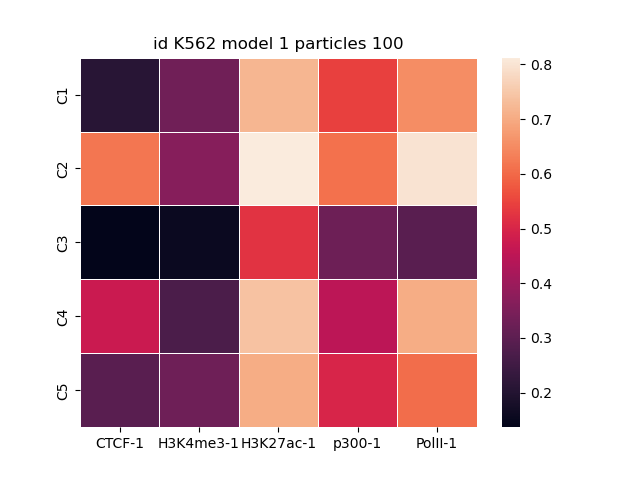 id K562 model 1 particles 100
C1
C2
C3
C4
C5
CTCF-1 H3K4me3-1 H3K27ac-1 p300-1 PolII-1
0.8
0.7
0.6
0.5
0.4
0.3
0.2